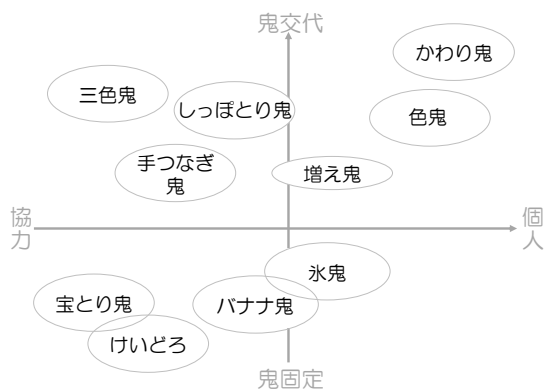 鬼交代
かわり鬼
三色鬼
しっぽとり鬼
色鬼
手つなぎ
鬼
増え鬼
協
力
個
人
氷鬼
宝とり鬼
バナナ鬼
けいどろ
鬼固定